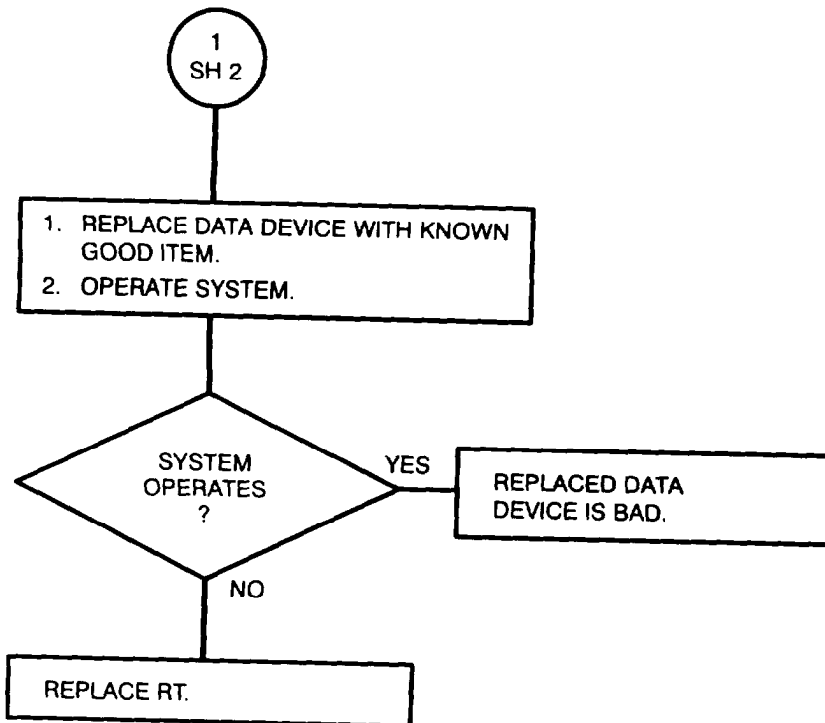 1
SH 2
1. REPLACE DATA DEVICE WITH KNOWN
GOOD ITEM.
2. OPERATE SYSTEM.
SYSTEM
OPERATES
?
YES
REPLACED DATA
DEVICE IS BAD.
NO
REPLACE RT.